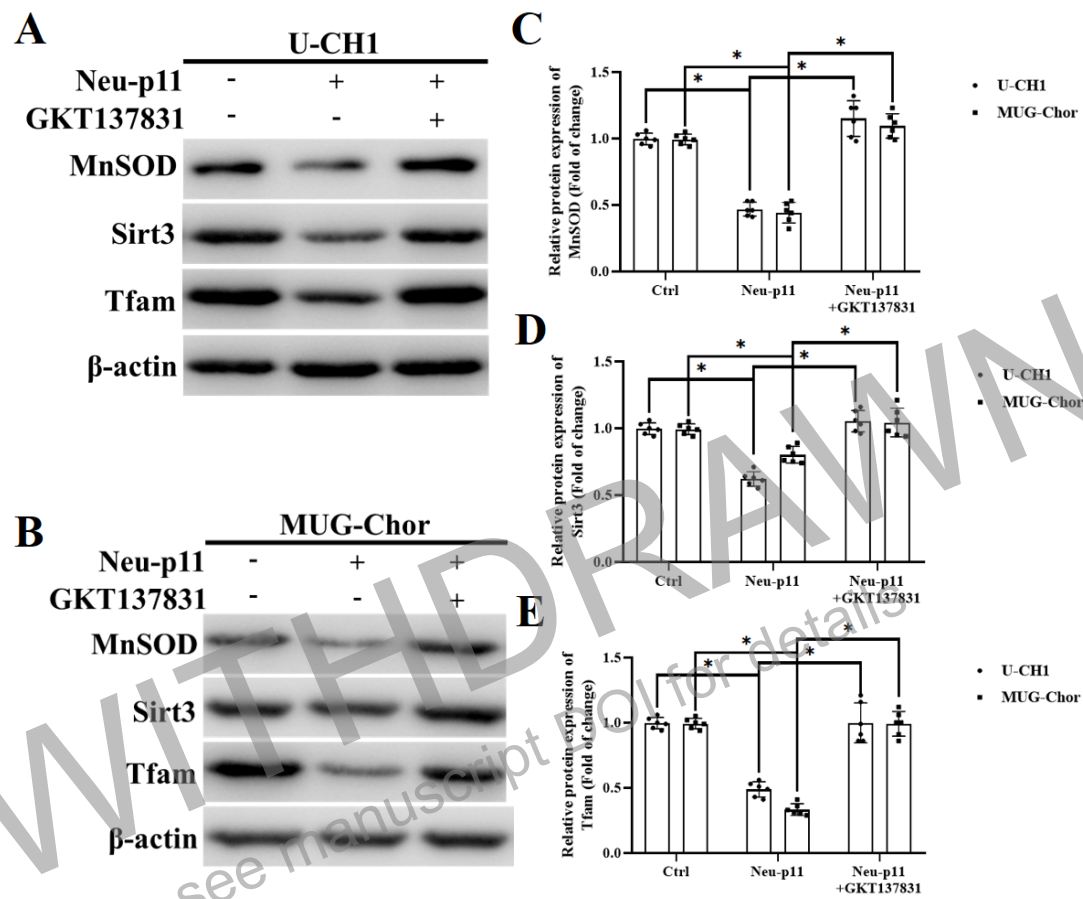 A
U-CH1
Neu-p11 - + +
GKT137831 - - +
MnSOD
Sirt3
Tfam
β-actin
B
MUG-Chor
Neu-p11 - + +
GKT137831 - - +
MnSOD
Sirt3
Tfam
β-actin
C
Relative protein expression of
MnSOD (Fold of change)
1.5
1.0
0.5
0.0
* * * *
U-CH1
MUG-Chor
Ctrl Neu-p11 Neu-p11
+GKT137831
D
Relative protein expression of
Sirt3 (Fold of change)
1.5
1.0
0.5
0.0
* * * *
U-CH1
MUG-Chor
Ctrl Neu-p11 Neu-p11
+GKT137831
E
Relative protein expression of
Tfam (Fold of change)
1.5
1.0
0.5
0.0
* * * *
U-CH1
MUG-Chor
Ctrl Neu-p11 Neu-p11
+GKT137831
WITHDRAWN
see manuscript DOI for details